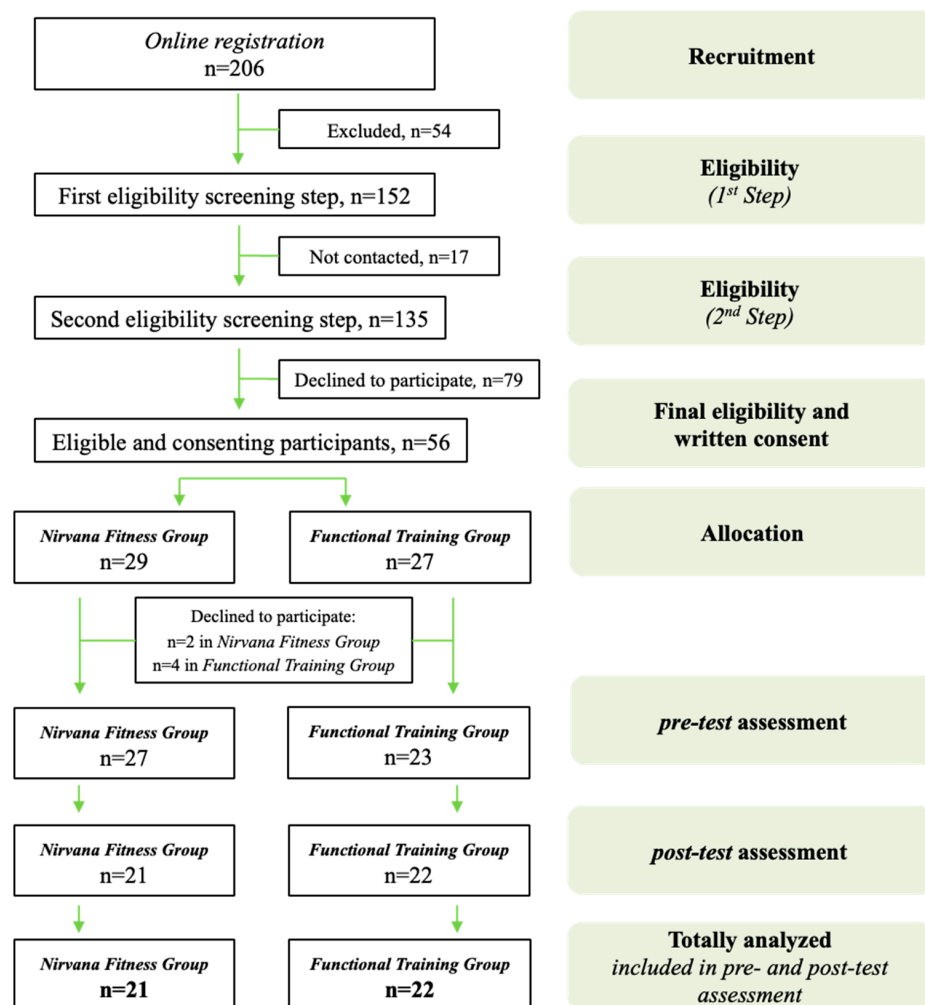 Online registration
n=206
Recruitment
Excluded, n=54
First eligibility screening step, n=152
Eligibility
(1st Step)
Not contacted, n=17
Second eligibility screening step, n=135
Eligibility
(2nd Step)
Declined to participate, n=79
Eligible and consenting participants, n=56
Final eligibility and
written consent
Nirvana Fitness Group
n=29
Functional Training Group
n=27
Allocation
Declined to participate:
n=2 in Nirvana Fitness Group
n=4 in Functional Training Group
Nirvana Fitness Group
n=27
Functional Training Group
n=23
pre-test assessment
Nirvana Fitness Group
n=21
Functional Training Group
n=22
post-test assessment
Nirvana Fitness Group
n=21
Functional Training Group
n=22
Totally analyzed
included in pre- and post-test
assessment